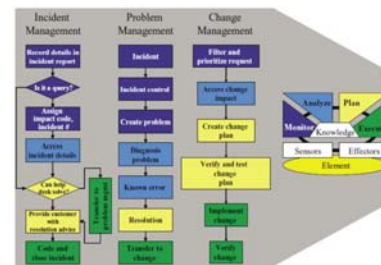 Incident
Management
Record details in
incident report
Is it a query?
Assign
impact code,
incident #
Access
incident details
Can help
desk solve?
Provide customer
with
resolution advice
Code and
close incident
Transfer to
problem mgmt
Problem
Management
Incident
Incident control
Create problem
Diagnosis
problem
Known error
Resolution
Transfer to
change
Change
Management
Filter and
prioritize request
Access change
impact
Create change
plan
Verify and test
change
plan
Implement
change
Verify
change
Analyze
Plan
Monitor
Knowledge
Execute
Sensors
Effectors
Element